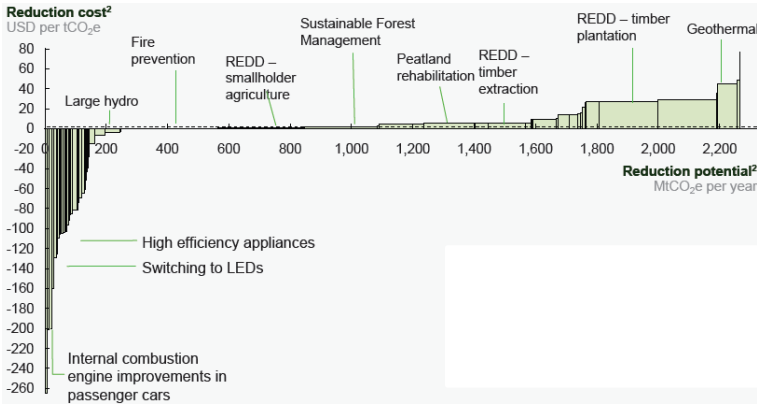 Reduction cost²
USD per tCO₂e
80
60
40
20
0
-20
-40
-60
-80
-100
-120
-140
-160
-180
-200
-220
-240
-260
Large hydro
Fire
prevention
REDD –
smallholder
agriculture
Sustainable Forest
Management
Peatland
rehabilitation
REDD –
timber
extraction
REDD – timber
plantation
Geothermal
0 200 400 600 800 1,000 1,200 1,400 1,600 1,800 2,000 2,200
Reduction potential²
MtCO₂e per year
High efficiency appliances
Switching to LEDs
Internal combustion
engine improvements in
passenger cars